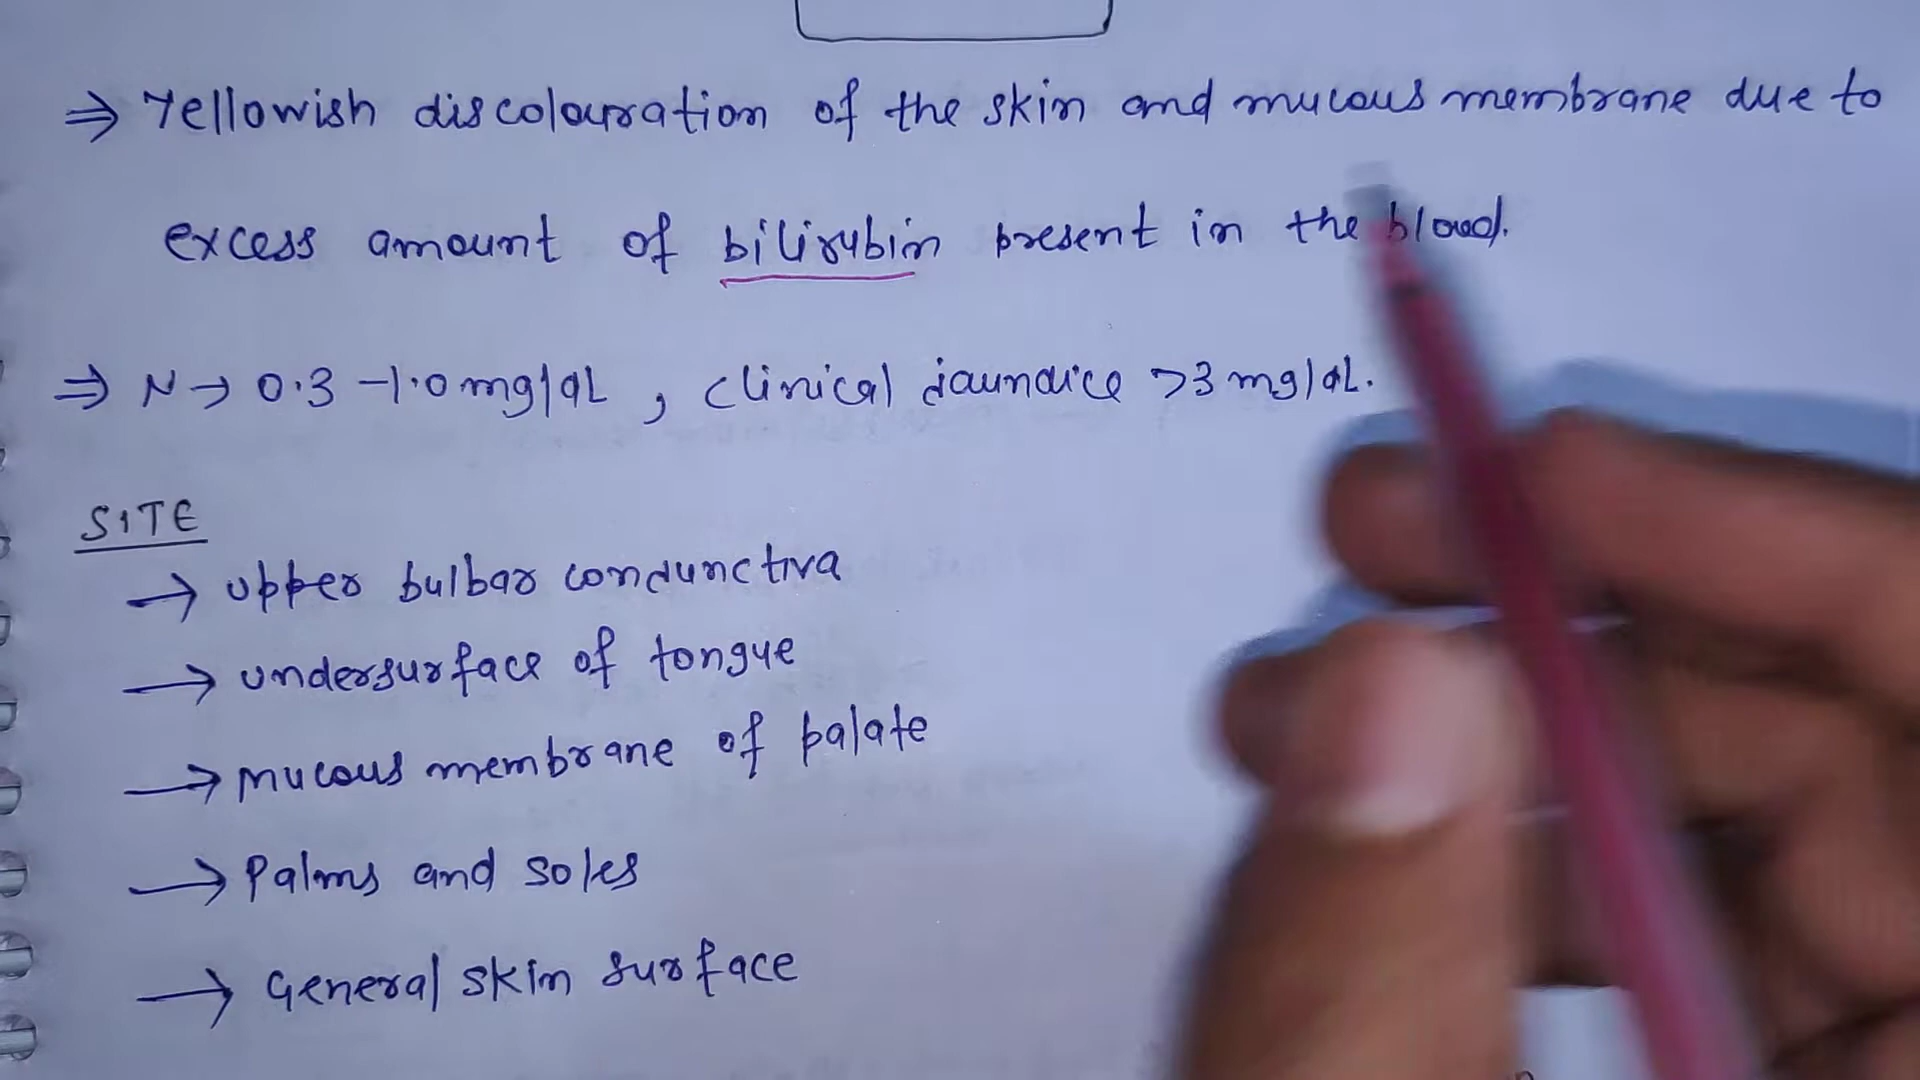 ⇒ Yellowish discolouration of the skin and mucous membrane due to
excess amount of bilirubin present in the blood.
⇒ N → 0.3 - 1.0 mg/dL, clinical jaundice >3 mg/dL.
SITE
→ upper bulbar conjunctiva
→ undersurface of tongue
→ mucous membrane of palate
→ Palms and soles
→ General skin surface